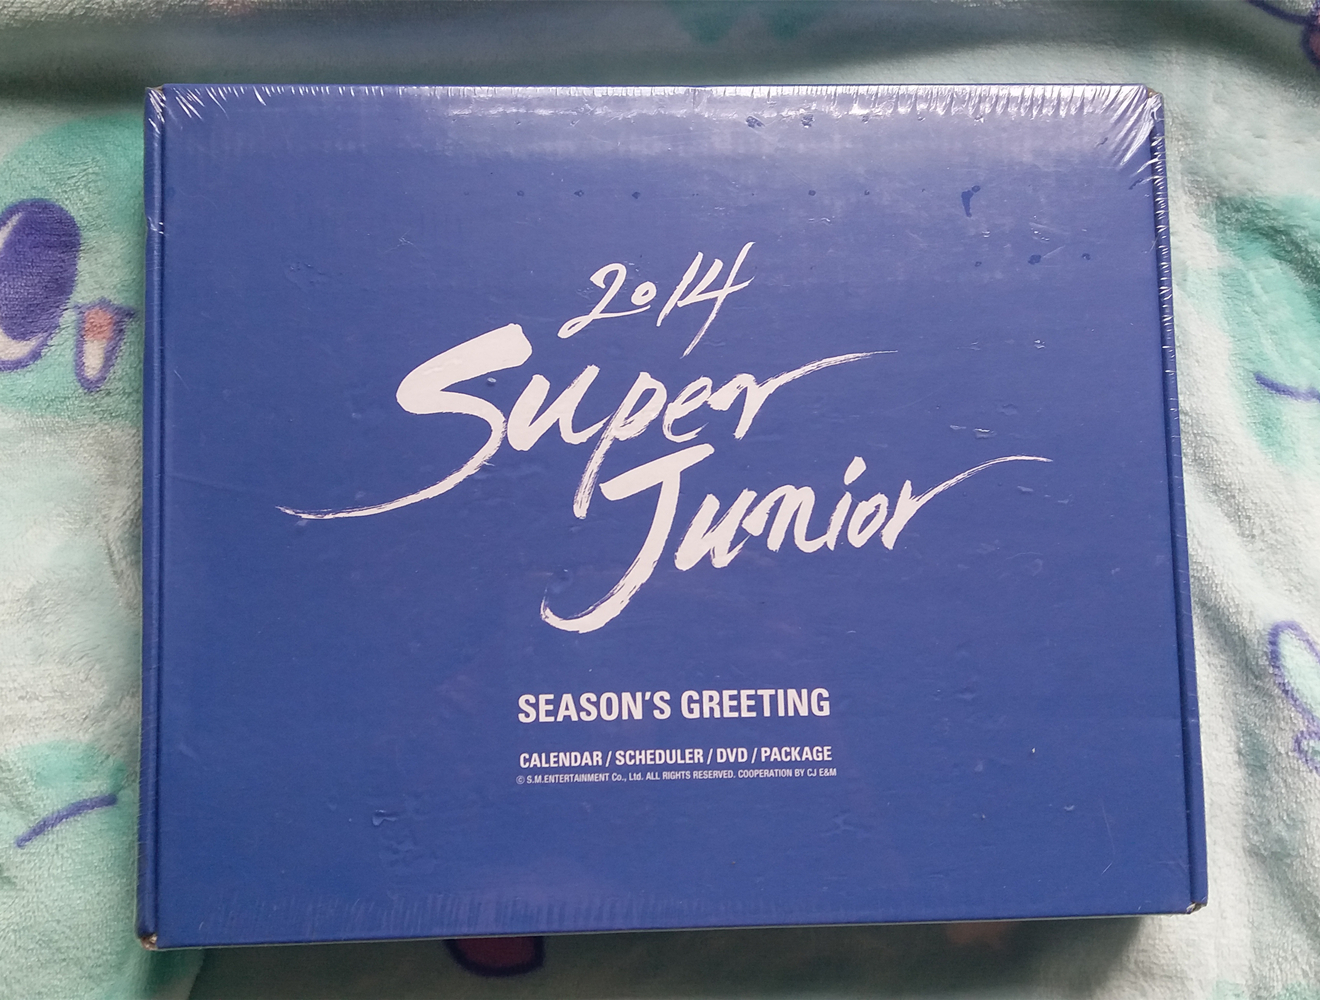 2014
Super
Junior
SEASON'S GREETING
CALENDAR / SCHEDULER / DVD / PACKAGE
© S.M.ENTERTAINMENT Co., Ltd. ALL RIGHTS RESERVED. COOPERATION BY CJ E&M